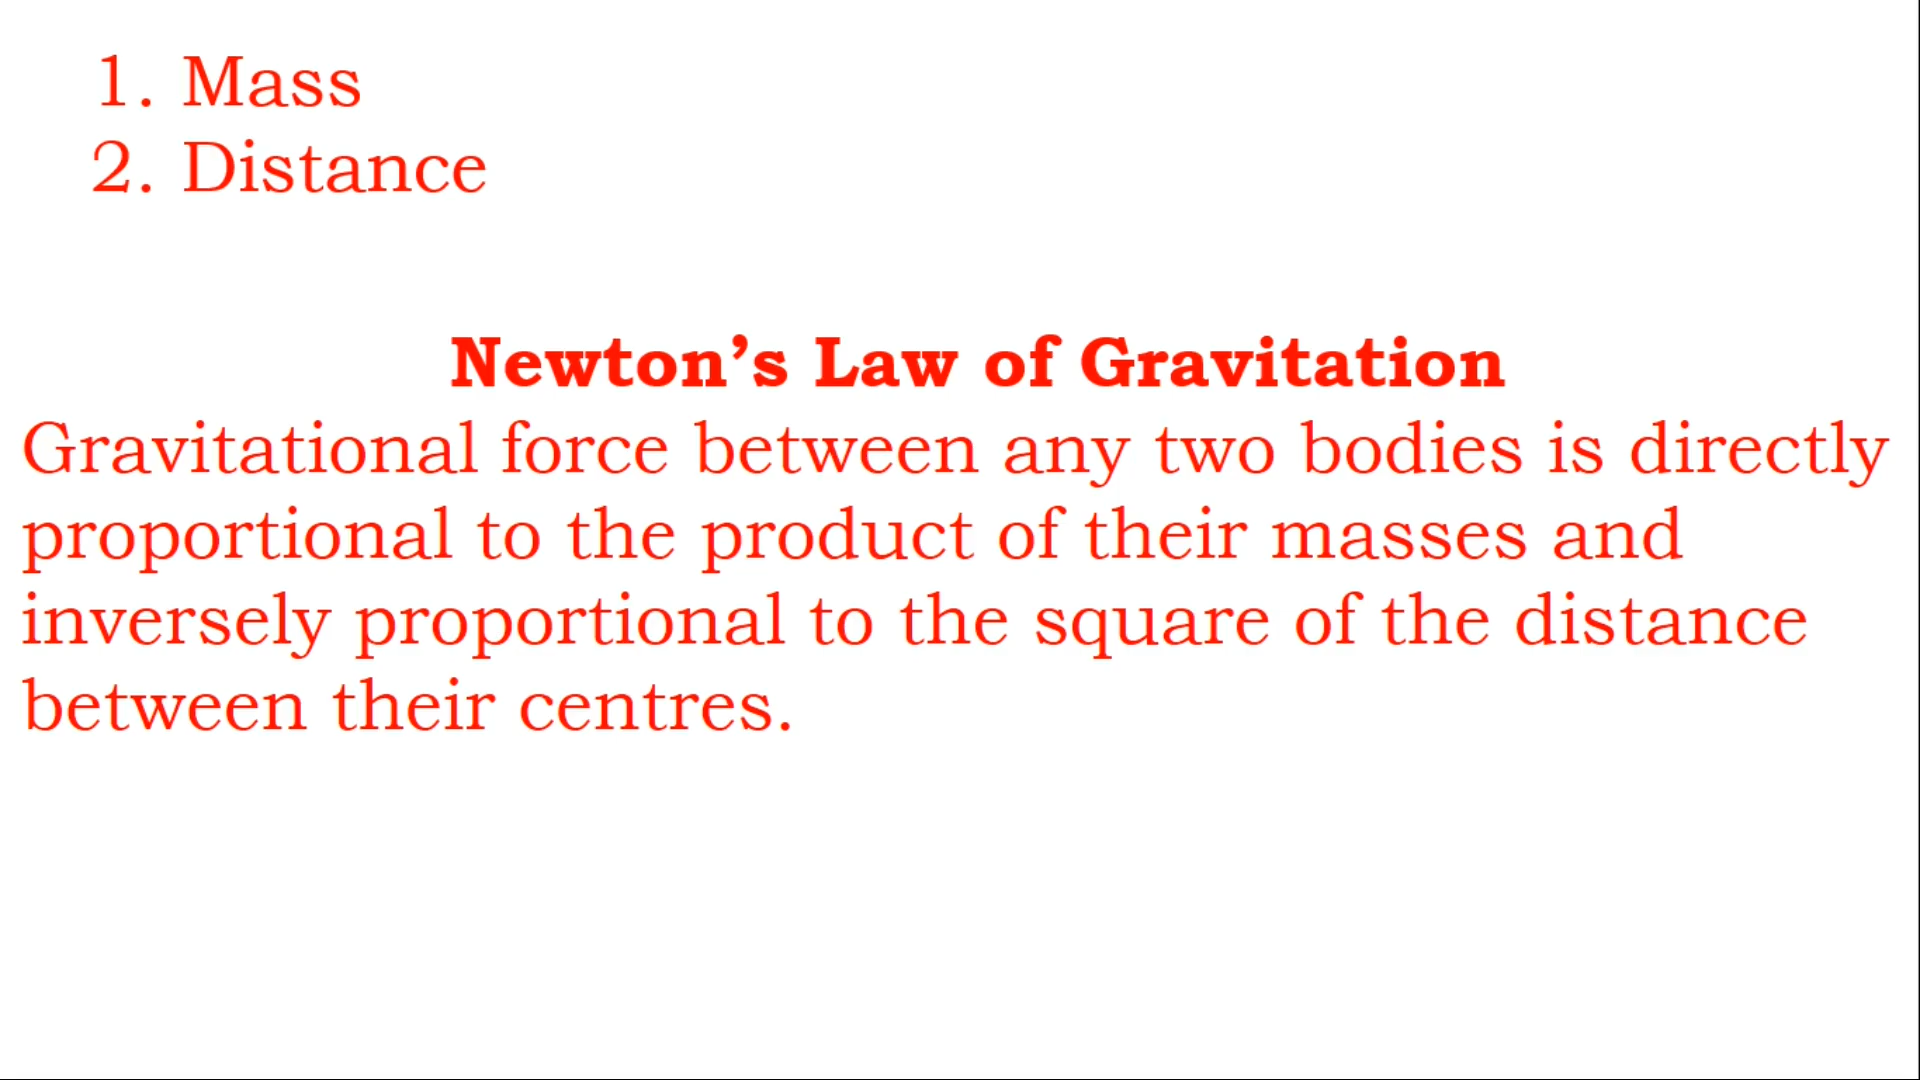 1. Mass
2. Distance
Newton’s Law of Gravitation
Gravitational force between any two bodies is directly
proportional to the product of their masses and
inversely proportional to the square of the distance
between their centres.